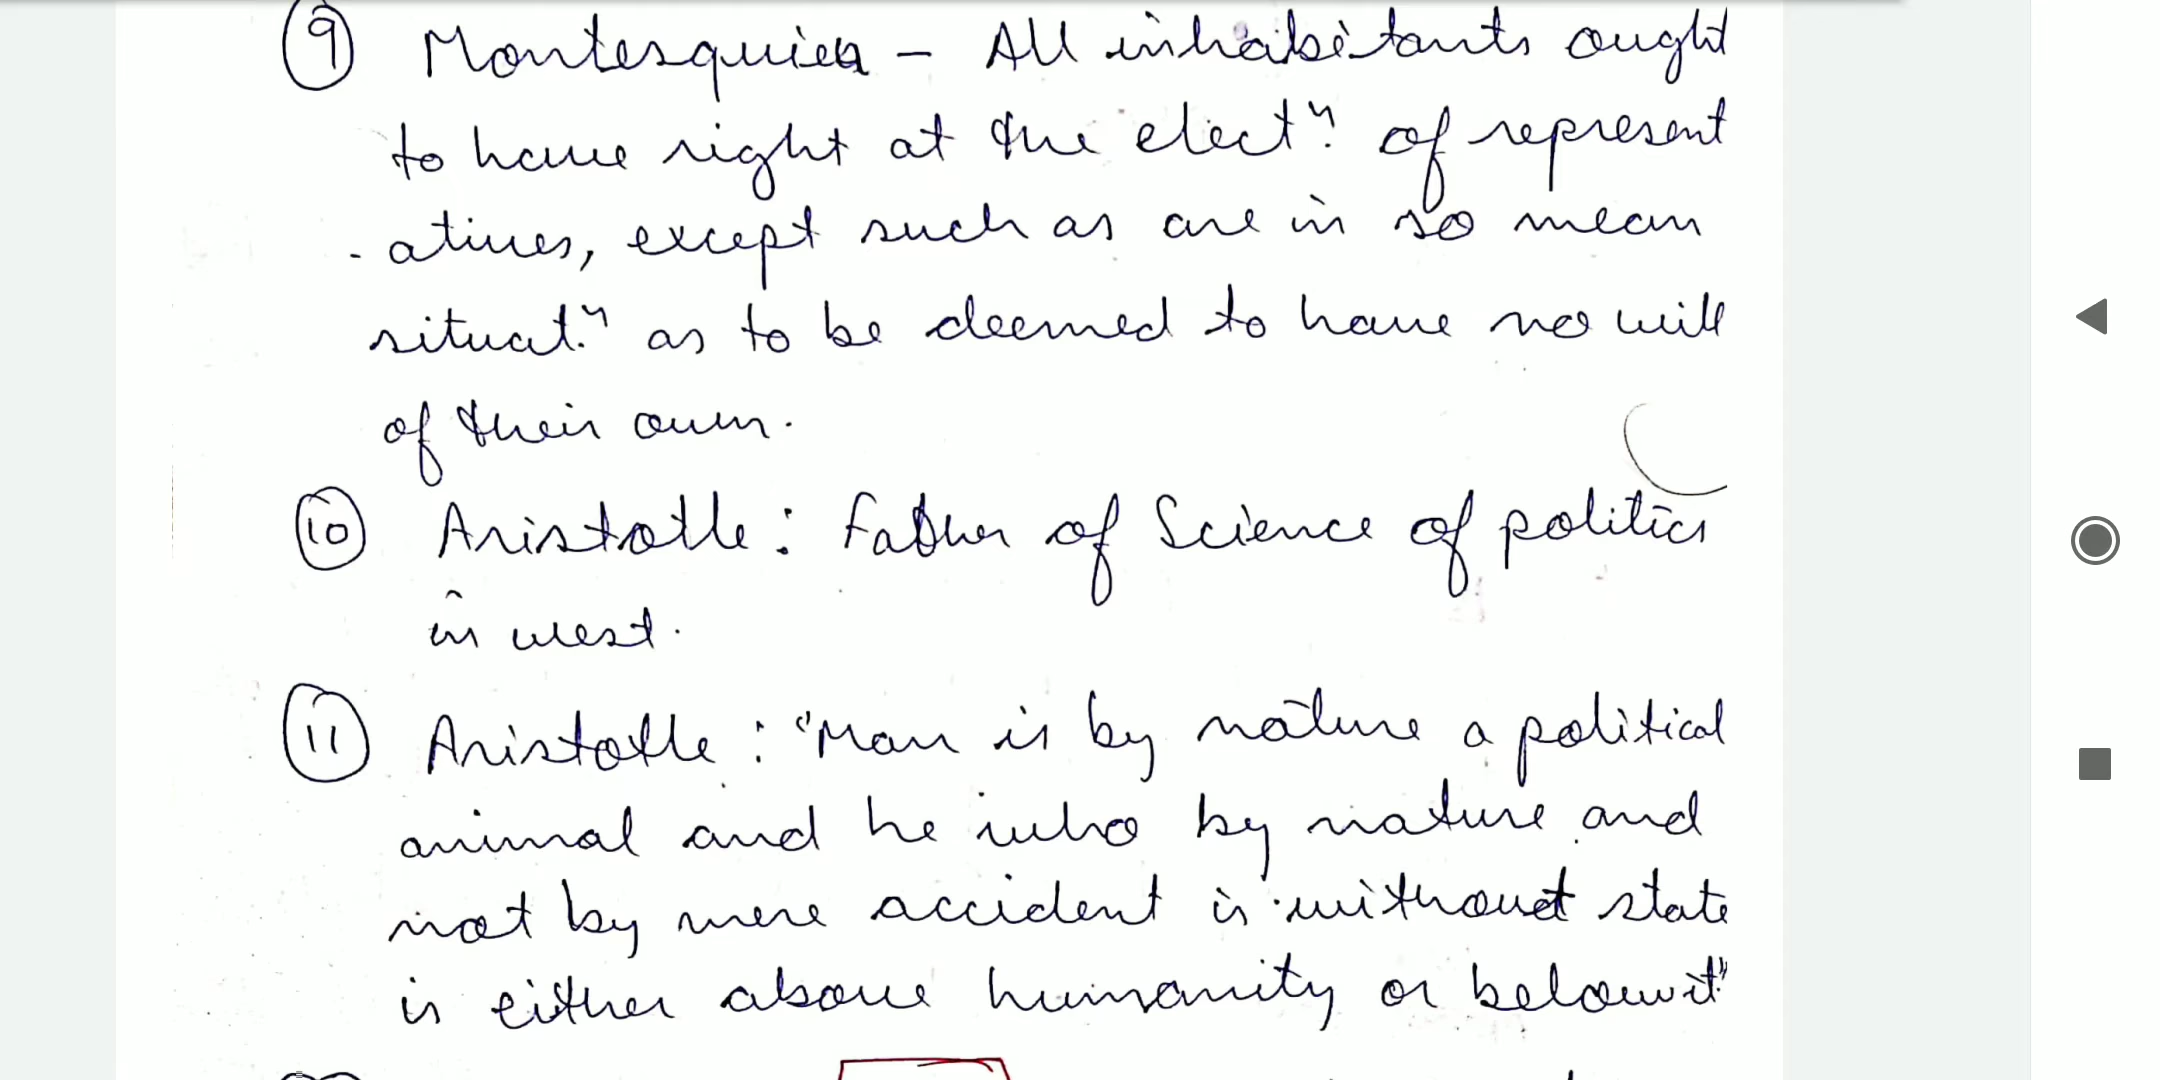 9 Montesquieu - All inhabitants ought
to have right at the electn. of represent
- atives, except such as are in so mean
situat.n as to be deemed to have no will
of their own.
10 Aristotle: Father of Science of politics
in west.
11 Aristotle: "Man is by nature a political
animal and he who by nature and
not by mere accident is without state
is either above humanity or below it"